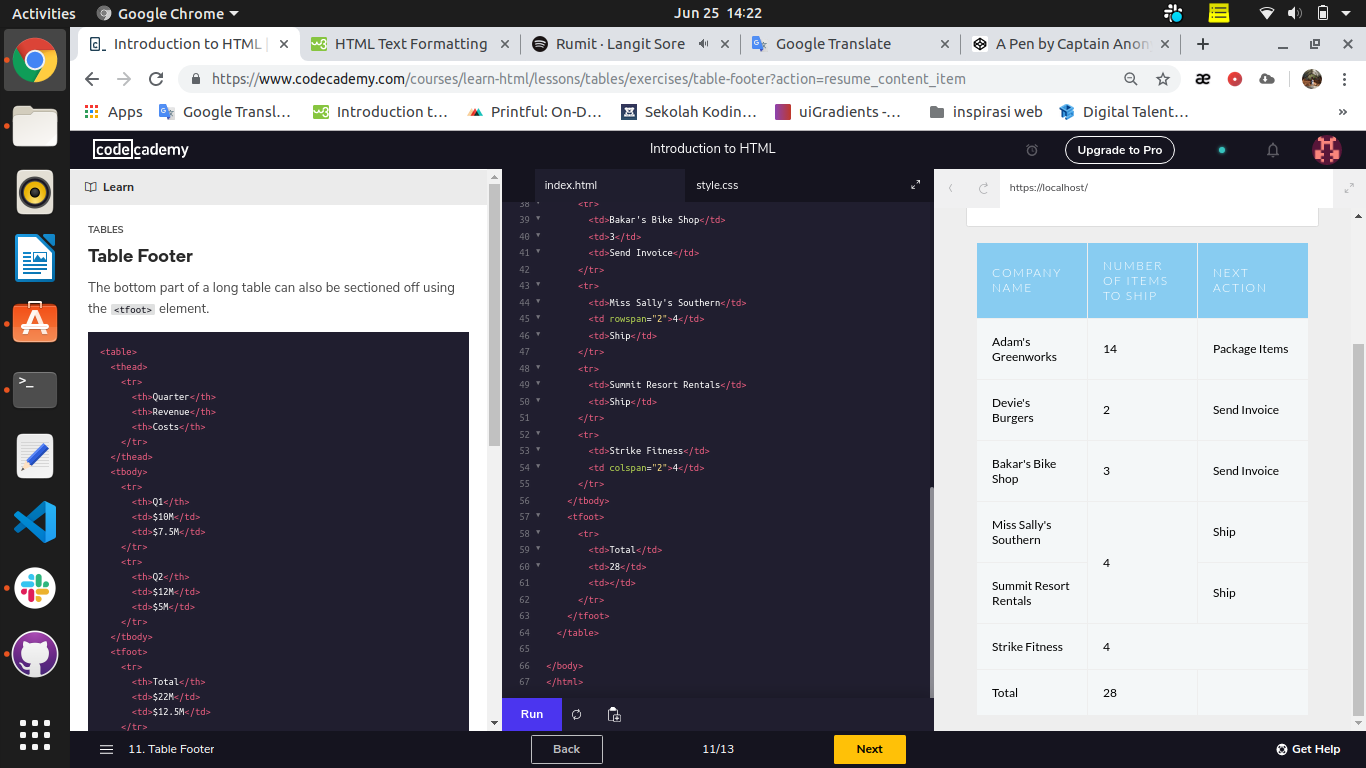 Activities
Google Chrome
Jun 25 14:22
Introduction to HTML |
HTML Text Formatting
Rumit · Langit Sore
Google Translate
A Pen by Captain Anon
https://www.codecademy.com/courses/learn-html/lessons/tables/exercises/table-footer?action=resume_content_item
Apps
Google Transl…
Introduction t…
Printful: On-D…
Sekolah Kodin…
uiGradients -…
inspirasi web
Digital Talent…
»
codecademy
Introduction to HTML
Upgrade to Pro
Learn
TABLES
Table Footer
The bottom part of a long table can also be sectioned off using
the <tfoot> element.
<table>
<thead>
<tr>
<th>Quarter</th>
<th>Revenue</th>
<th>Costs</th>
</tr>
</thead>
<tbody>
<tr>
<th>Q1</th>
<td>$10M</td>
<td>$7.5M</td>
</tr>
<tr>
<th>Q2</th>
<td>$12M</td>
<td>$5M</td>
</tr>
</tbody>
<tfoot>
<tr>
<th>Total</th>
<td>$22M</td>
<td>$12.5M</td>
</tr>
index.html
style.css
38 <tr>
39 <td>Bakar's Bike Shop</td>
40 <td>3</td>
41 <td>Send Invoice</td>
42 </tr>
43 <tr>
44 <td>Miss Sally's Southern</td>
45 <td rowspan="2">4</td>
46 <td>Ship</td>
47 </tr>
48 <tr>
49 <td>Summit Resort Rentals</td>
50 <td>Ship</td>
51 </tr>
52 <tr>
53 <td>Strike Fitness</td>
54 <td colspan="2">4</td>
55 </tr>
56 </tbody>
57 <tfoot>
58 <tr>
59 <td>Total</td>
60 <td>28</td>
61 <td></td>
62 </tr>
63 </tfoot>
64 </table>
65
66 </body>
67 </html>
Run
https://localhost/
COMPANY
NAME
NUMBER
OF ITEMS
TO SHIP
NEXT
ACTION
Adam's
Greenworks
14
Package Items
Devie's
Burgers
2
Send Invoice
Bakar's Bike
Shop
3
Send Invoice
Miss Sally's
Southern
4
Ship
Summit Resort
Rentals
Ship
Strike Fitness
4
Total
28
11. Table Footer
Back
11/13
Next
Get Help